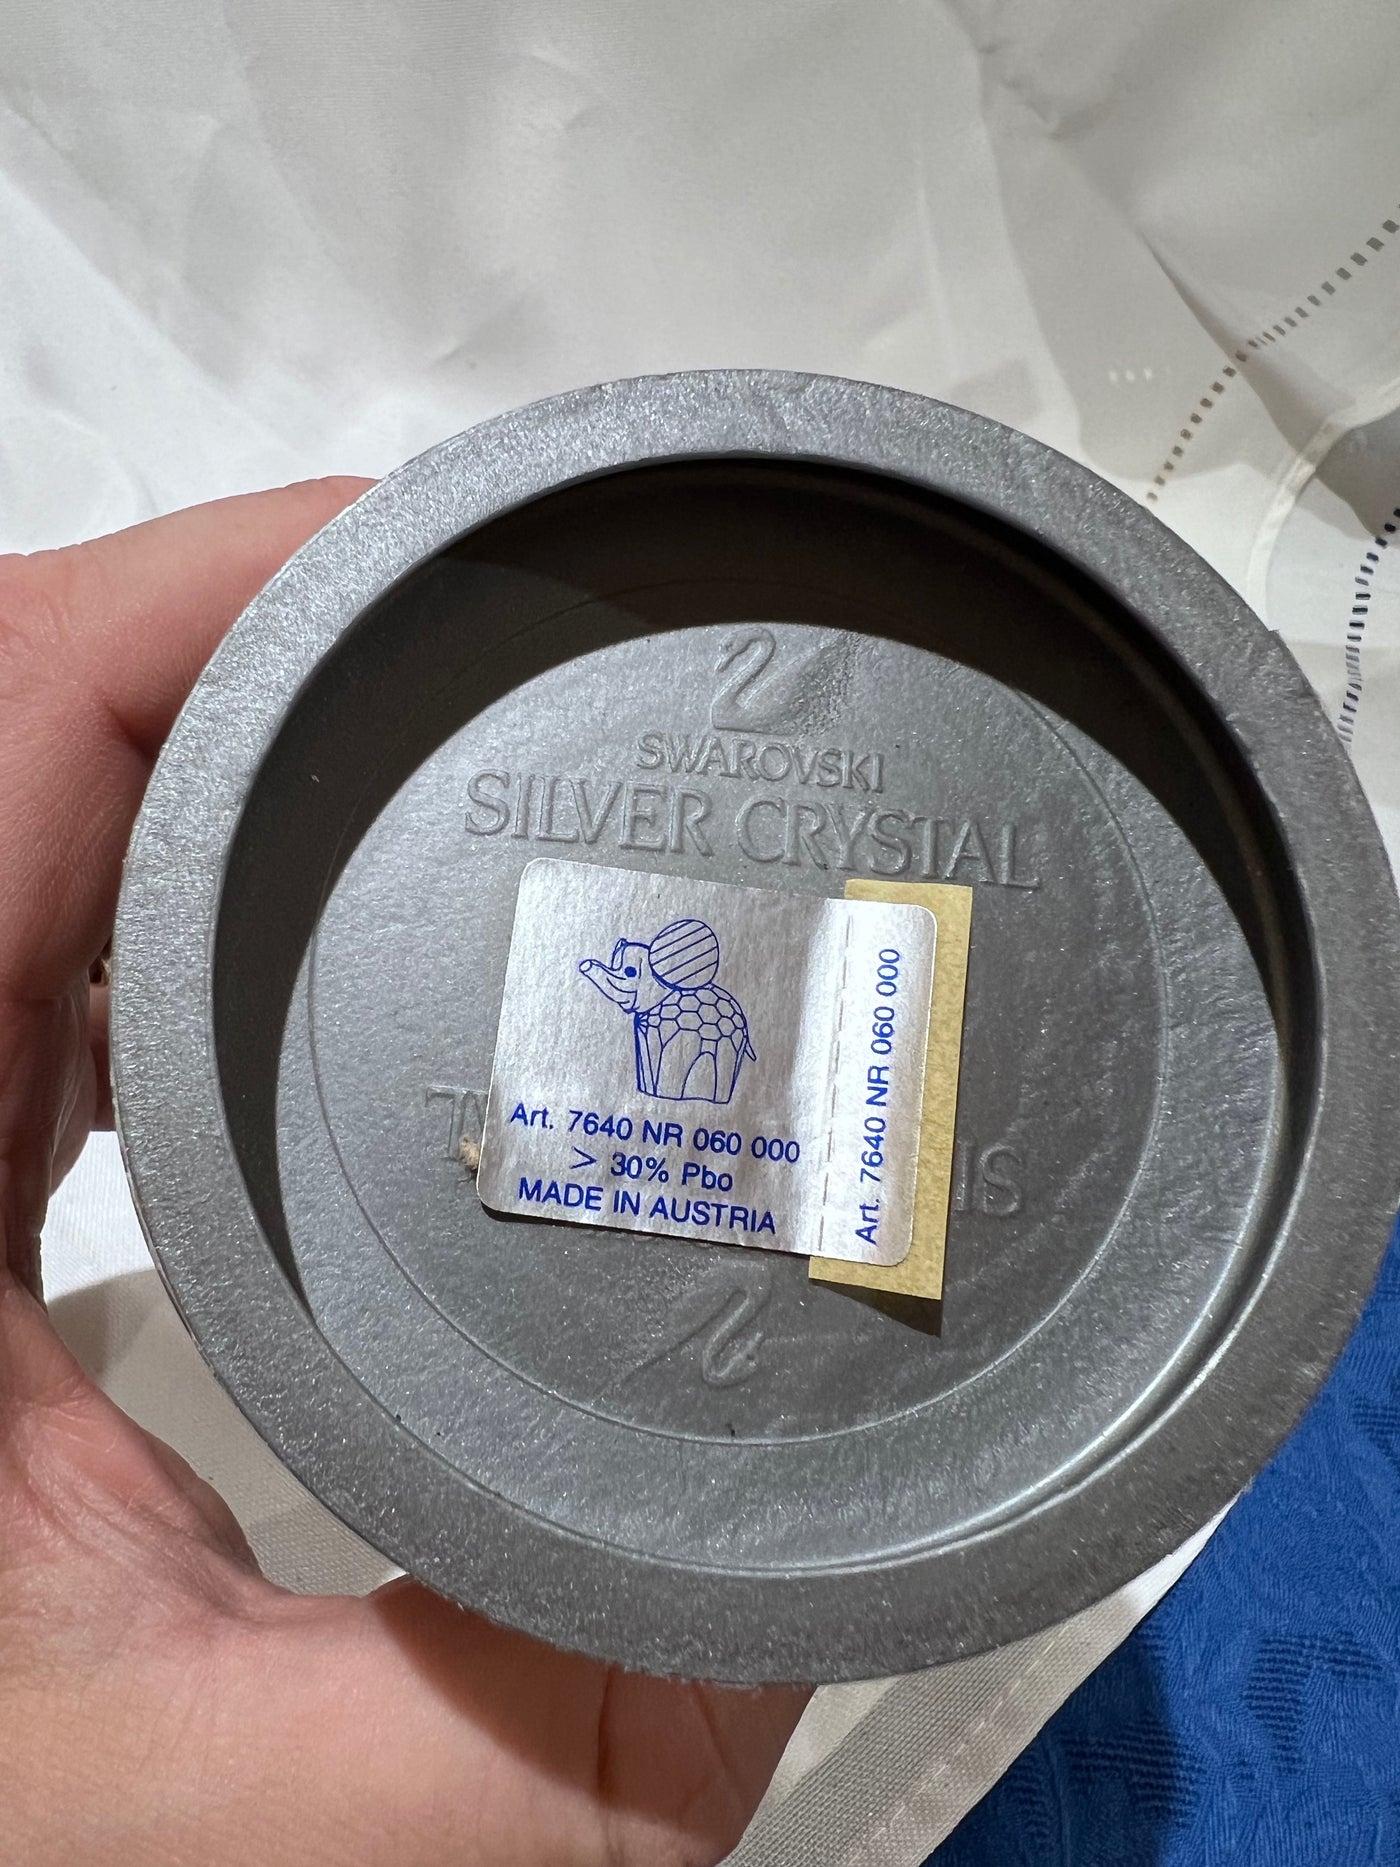 SWAROVSKI
SILVER CRYSTAL
Art. 7640 NR 060 000
> 30% Pbo
MADE IN AUSTRIA
Art. 7640 NR 060 000